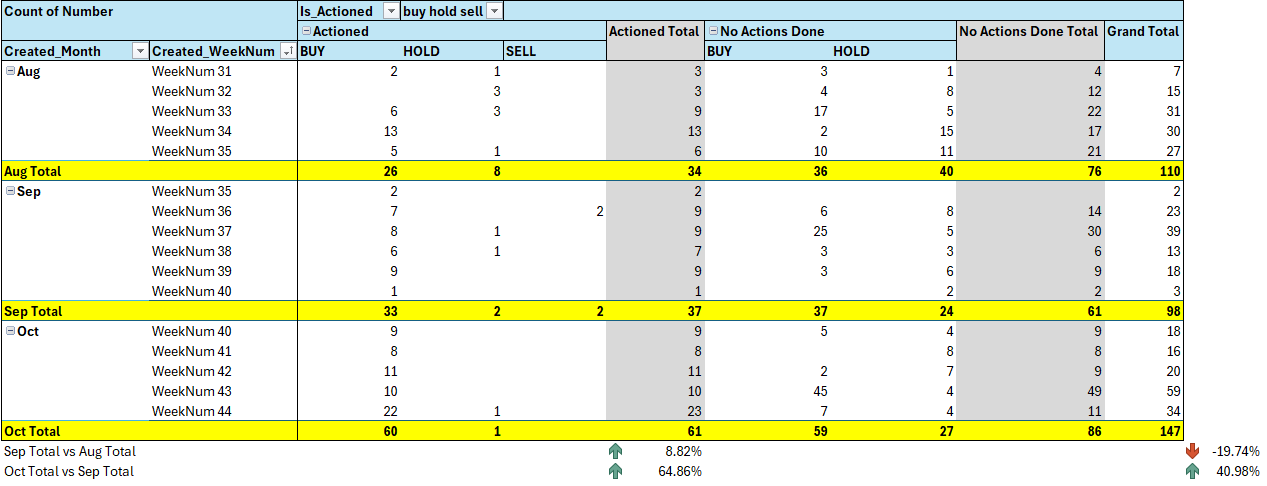 Count of Number Is_Actioned buy hold sell
Actioned Actioned Total No Actions Done No Actions Done Total Grand Total
Created_Month Created_WeekNum BUY HOLD SELL BUY HOLD
Aug WeekNum 31 2 1 3 3 1 4 7
WeekNum 32 3 3 4 8 12 15
WeekNum 33 6 3 9 17 5 22 31
WeekNum 34 13 13 2 15 17 30
WeekNum 35 5 1 6 10 11 21 27
Aug Total 26 8 34 36 40 76 110
Sep WeekNum 35 2 2 2
WeekNum 36 7 2 9 6 8 14 23
WeekNum 37 8 1 9 25 5 30 39
WeekNum 38 6 1 7 3 3 6 13
WeekNum 39 9 9 3 6 9 18
WeekNum 40 1 1 2 2 3
Sep Total 33 2 2 37 37 24 61 98
Oct WeekNum 40 9 9 5 4 9 18
WeekNum 41 8 8 8 8 16
WeekNum 42 11 11 2 7 9 20
WeekNum 43 10 10 45 4 49 59
WeekNum 44 22 1 23 7 4 11 34
Oct Total 60 1 61 59 27 86 147
Sep Total vs Aug Total 8.82% -19.74%
Oct Total vs Sep Total 64.86% 40.98%